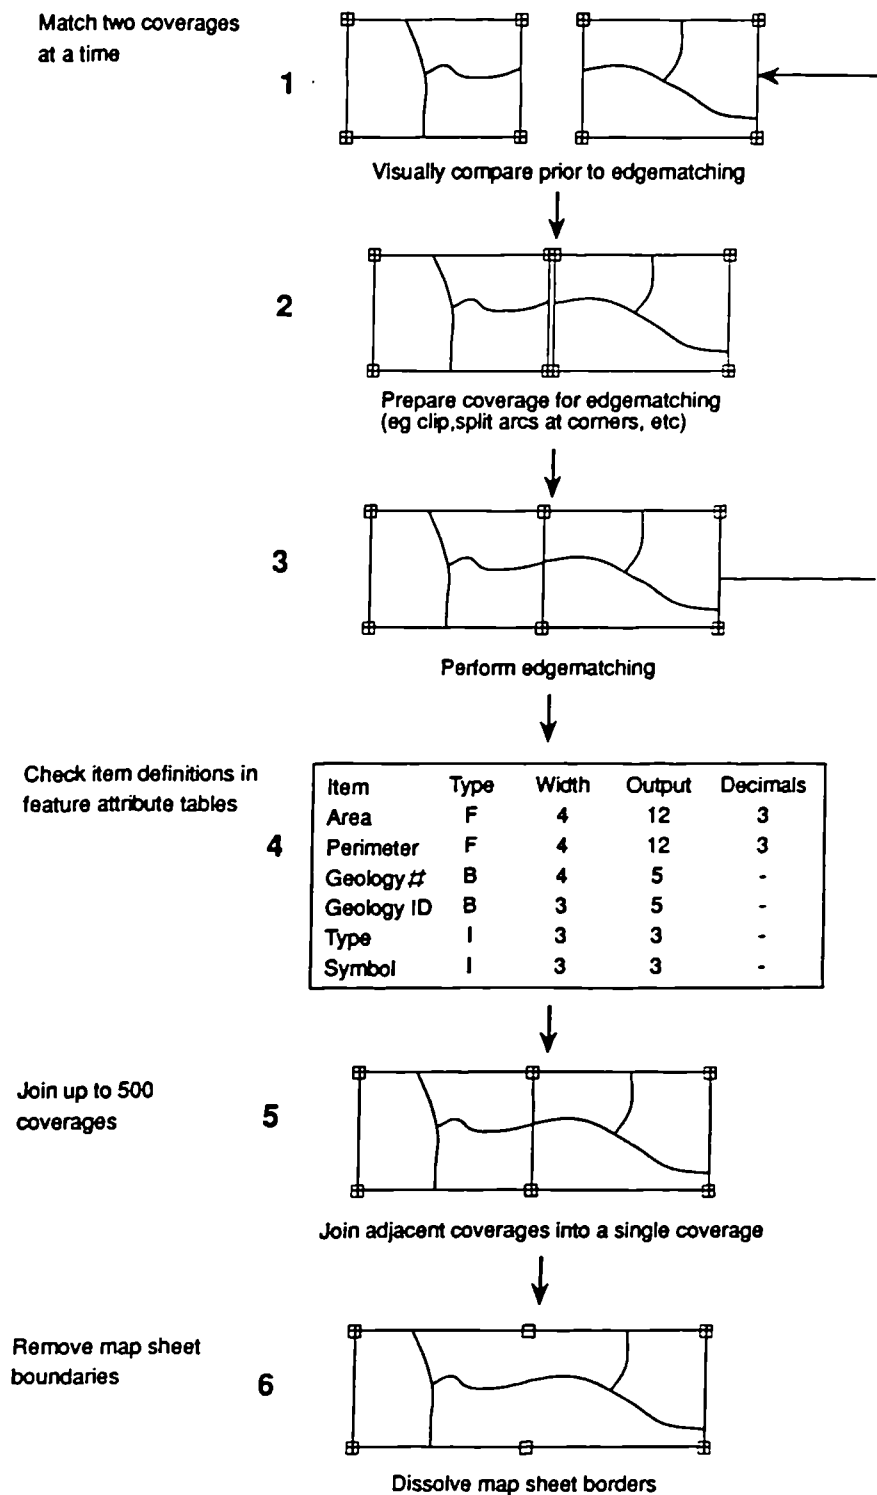 Match two coverages
at a time
1
Visually compare prior to edgematching
2
Prepare coverage for edgematching
(eg clip,split arcs at corners, etc)
3
Perform edgematching
Check item definitions in
feature attribute tables
4
Item Type Width Output Decimals
Area F 4 12 3
Perimeter F 4 12 3
Geology # B 4 5 -
Geology ID B 3 5 -
Type I 3 3 -
Symbol I 3 3 -
Join up to 500
coverages
5
Join adjacent coverages into a single coverage
Remove map sheet
boundaries
6
Dissolve map sheet borders